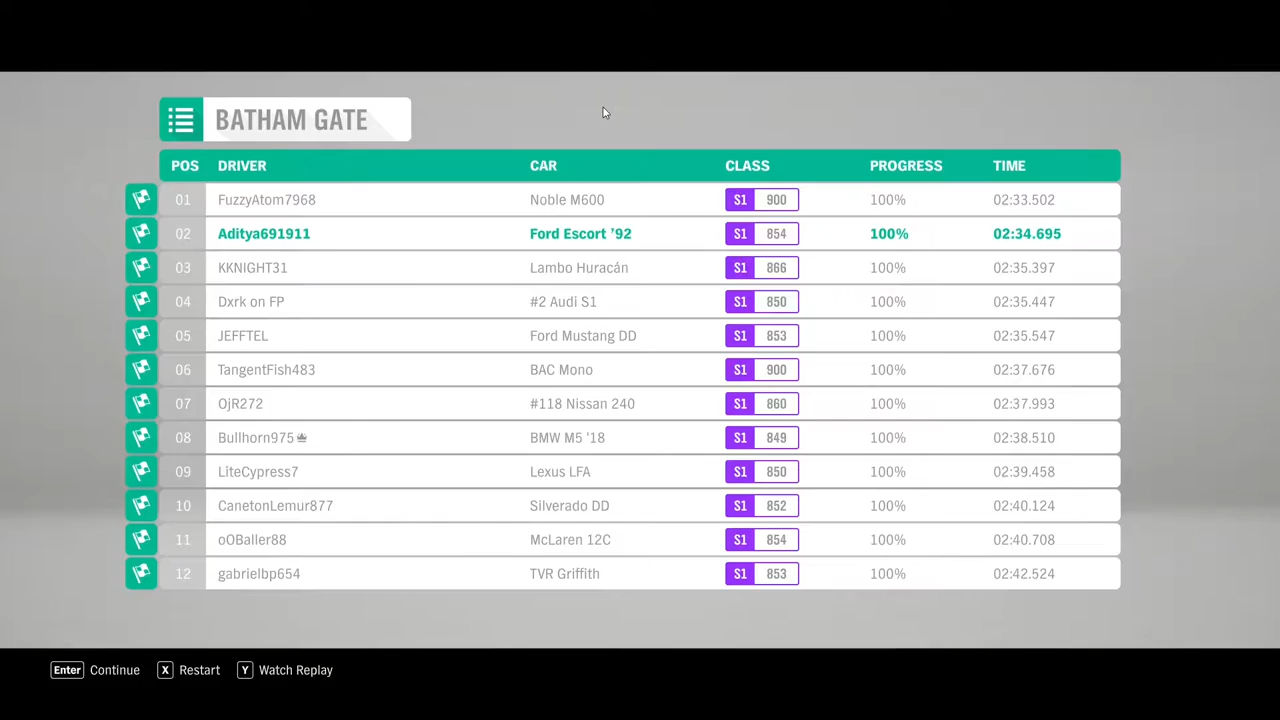 BATHAM GATE
POS DRIVER CAR CLASS PROGRESS TIME
01 FuzzyAtom7968 Noble M600 S1 900 100% 02:33.502
02 Aditya691911 Ford Escort ’92 S1 854 100% 02:34.695
03 KKNIGHT31 Lambo Huracán S1 866 100% 02:35.397
04 Dxrk on FP #2 Audi S1 S1 850 100% 02:35.447
05 JEFFTEL Ford Mustang DD S1 853 100% 02:35.547
06 TangentFish483 BAC Mono S1 900 100% 02:37.676
07 OjR272 #118 Nissan 240 S1 860 100% 02:37.993
08 Bullhorn975 BMW M5 '18 S1 849 100% 02:38.510
09 LiteCypress7 Lexus LFA S1 850 100% 02:39.458
10 CanetonLemur877 Silverado DD S1 852 100% 02:40.124
11 oOBaller88 McLaren 12C S1 854 100% 02:40.708
12 gabrielbp654 TVR Griffith S1 853 100% 02:42.524
Enter Continue X Restart Y Watch Replay